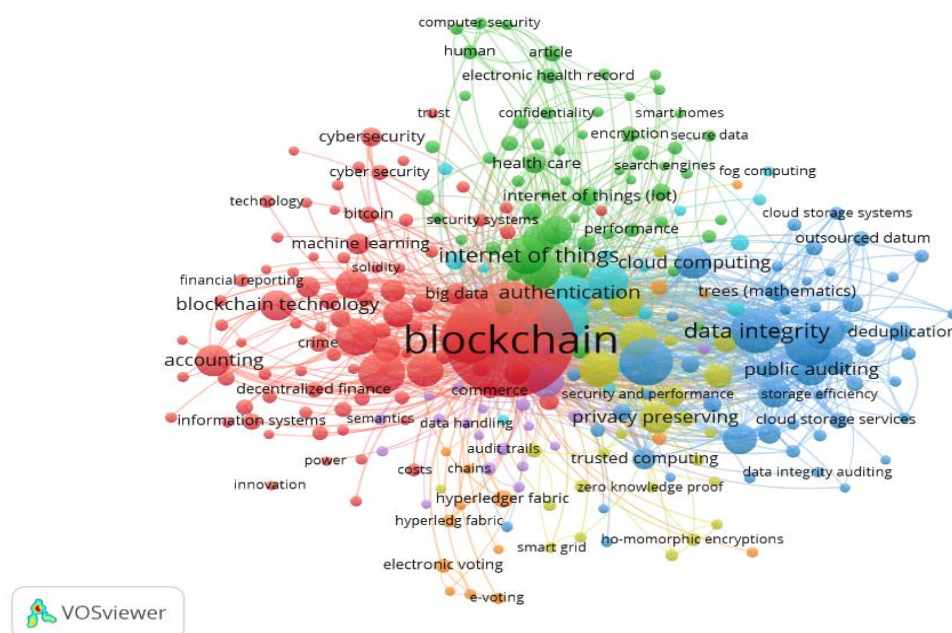 computer security
human
article
electronic health record
trust
confidentiality
smart homes
cybersecurity
encryption
secure data
cyber security
health care
search engines
fog computing
technology
bitcoin
internet of things (iot)
security systems
performance
cloud storage systems
machine learning
internet of things
cloud computing
outsourced datum
solidity
financial reporting
big data
authentication
trees (mathematics)
blockchain technology
blockchain
data integrity
deduplication
crime
accounting
public auditing
decentralized finance
commerce
security and performance
storage efficiency
information systems
semantics
data handling
privacy preserving
cloud storage services
audit trails
power
costs
chains
trusted computing
data integrity auditing
innovation
hyperledger fabric
zero knowledge proof
hyperledg fabric
smart grid
ho-momorphic encryptions
electronic voting
e-voting
VOSviewer